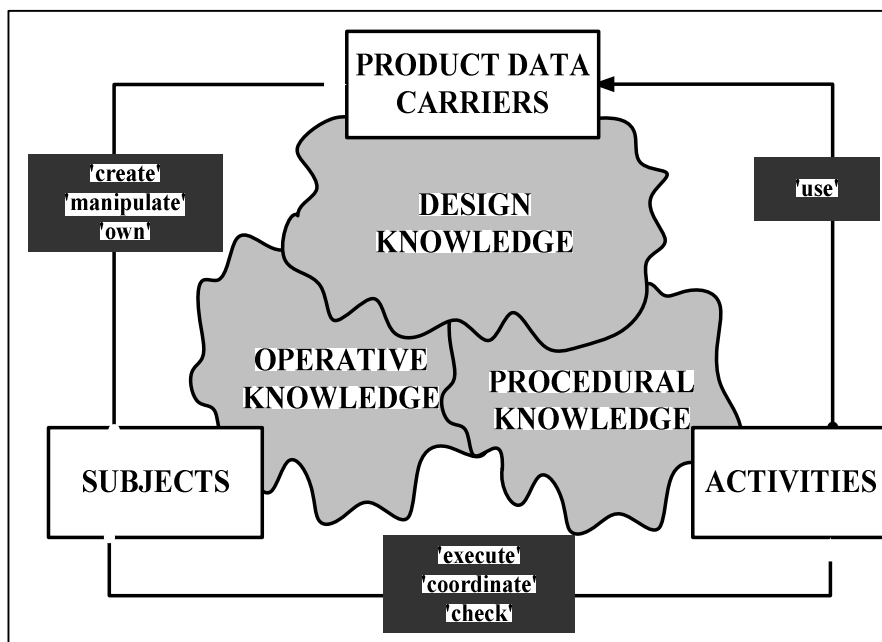 PRODUCT DATA
CARRIERS
'create'
'manipulate'
'own'
'use'
DESIGN
KNOWLEDGE
OPERATIVE
KNOWLEDGE
PROCEDURAL
KNOWLEDGE
SUBJECTS
ACTIVITIES
'execute
'coordinate
'check'